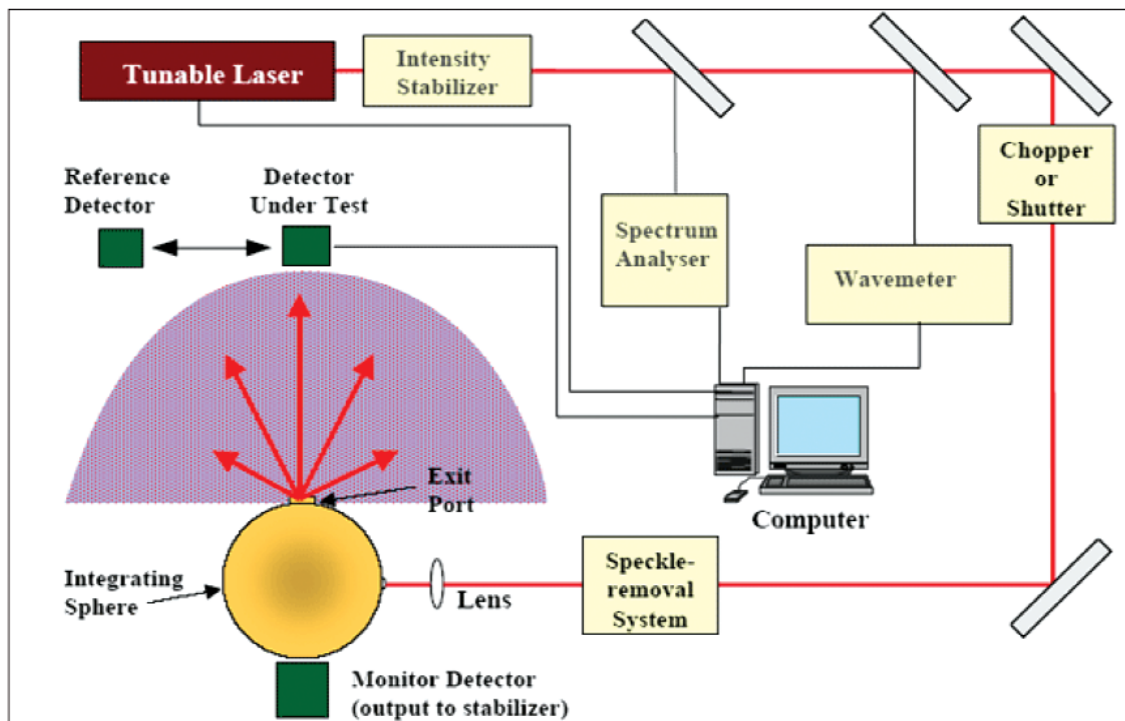 Tunable Laser
Intensity
Stabilizer
Chopper
or
Shutter
Reference
Detector
Detector
Under Test
Spectrum
Analyser
Wavemeter
Exit
Port
Computer
Integrating
Sphere
Lens
Speckle-
removal
System
Monitor Detector
(output to stabilizer)